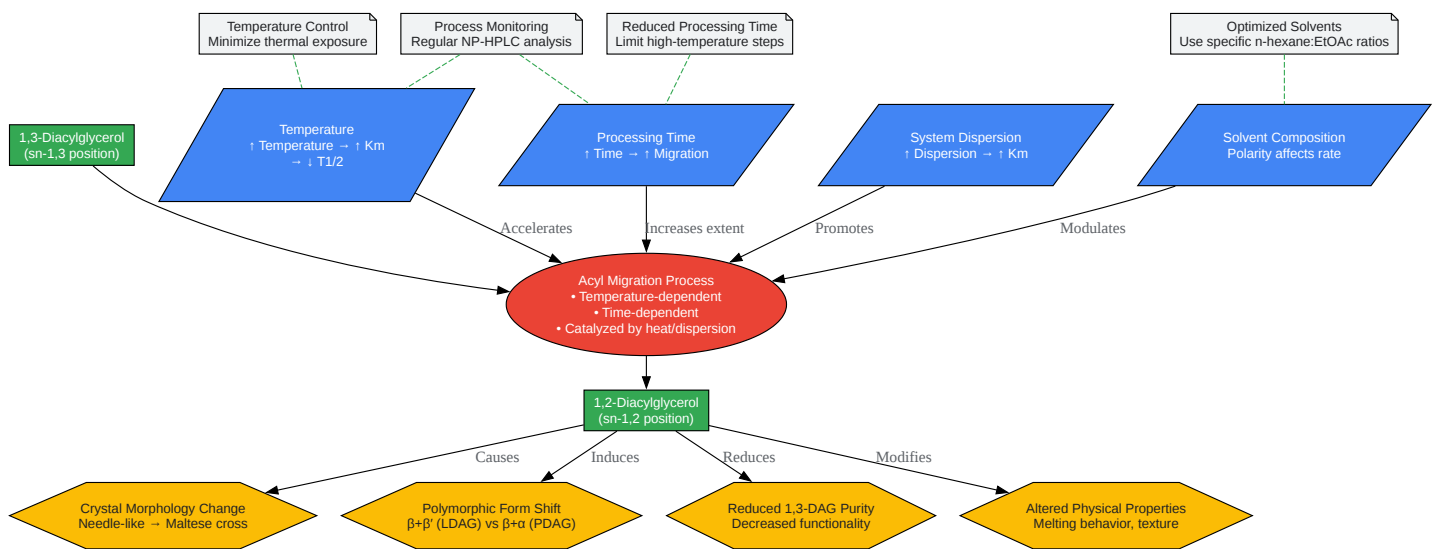 Temperature Control
Minimize thermal exposure
Process Monitoring
Regular NP-HPLC analysis
Reduced Processing Time
Limit high-temperature steps
Optimized Solvents
Use specific n-hexane:EtOAc ratios
1,3-Diacylglycerol
(sn-1,3 position)
Temperature
↑ Temperature → ↑ Km
→ ↓ T1/2
Processing Time
↑ Time → ↑ Migration
System Dispersion
↑ Dispersion → ↑ Km
Solvent Composition
Polarity affects rate
Accelerates
Increases extent
Promotes
Modulates
Acyl Migration Process
• Temperature-dependent
• Time-dependent
• Catalyzed by heat/dispersion
1,2-Diacylglycerol
(sn-1,2 position)
Causes
Induces
Reduces
Modifies
Crystal Morphology Change
Needle-like → Maltese cross
Polymorphic Form Shift
β+β′ (LDAG) vs β+α (PDAG)
Reduced 1,3-DAG Purity
Decreased functionality
Altered Physical Properties
Melting behavior, texture